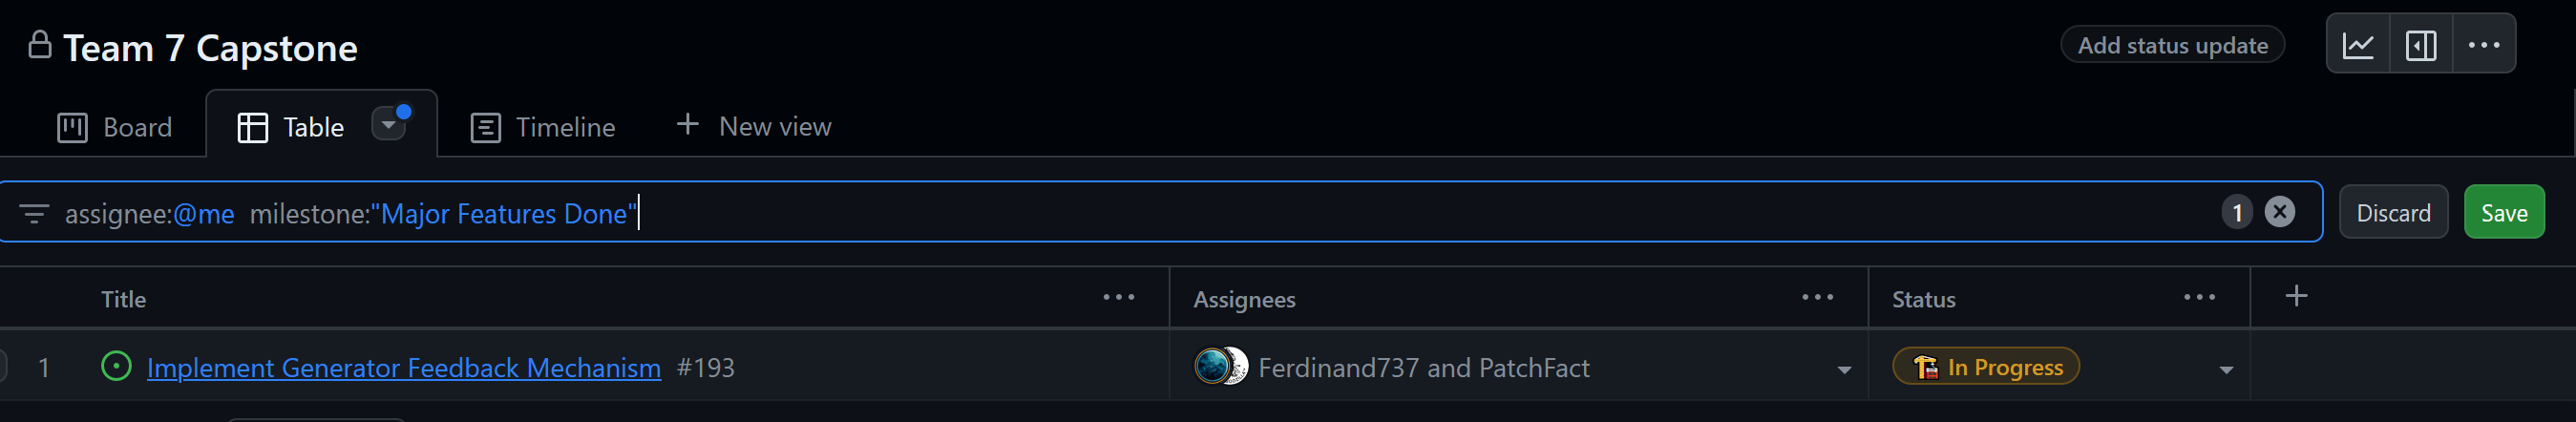 Team 7 Capstone
Add status update
Board
Table
Timeline
New view
assignee:@me milestone:"Major Features Done"
1
Discard
Save
Title
Assignees
Status
1
Implement Generator Feedback Mechanism #193
Ferdinand737 and PatchFact
In Progress